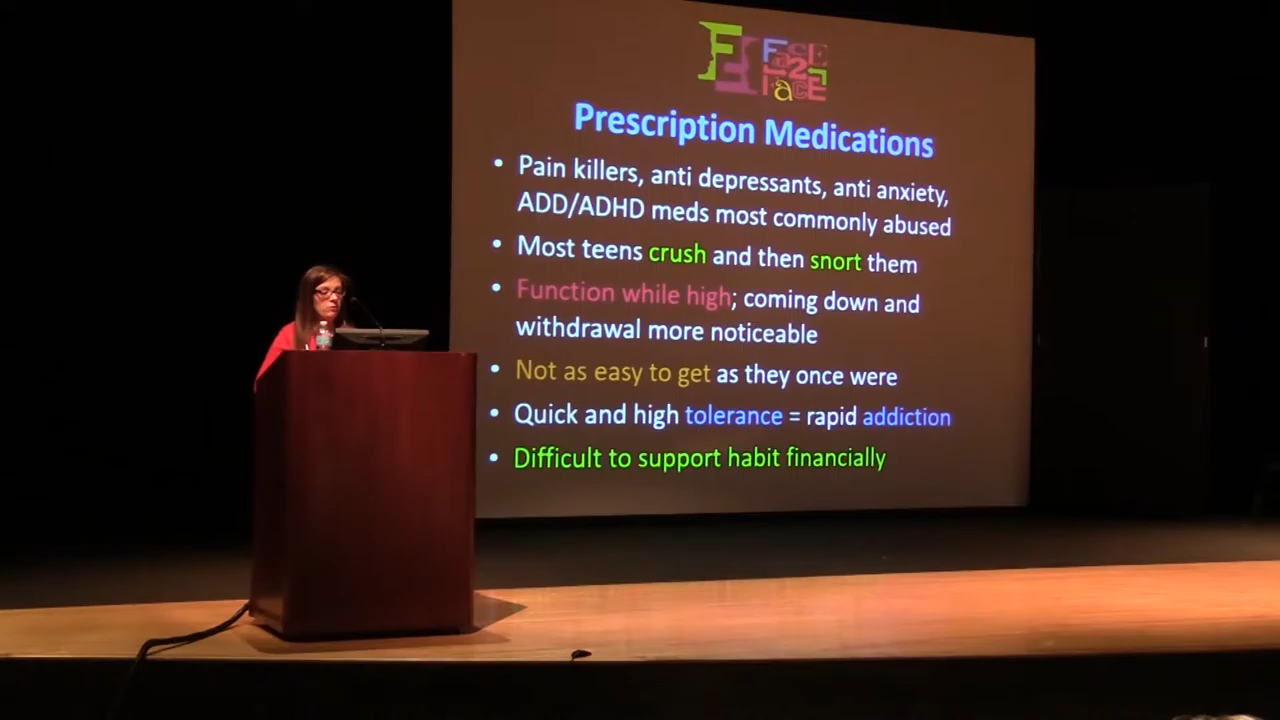 FACE
2
FacE
Prescription Medications
• Pain killers, anti depressants, anti anxiety,
ADD/ADHD meds most commonly abused
• Most teens crush and then snort them
• Function while high; coming down and
withdrawal more noticeable
• Not as easy to get as they once were
• Quick and high tolerance = rapid addiction
• Difficult to support habit financially